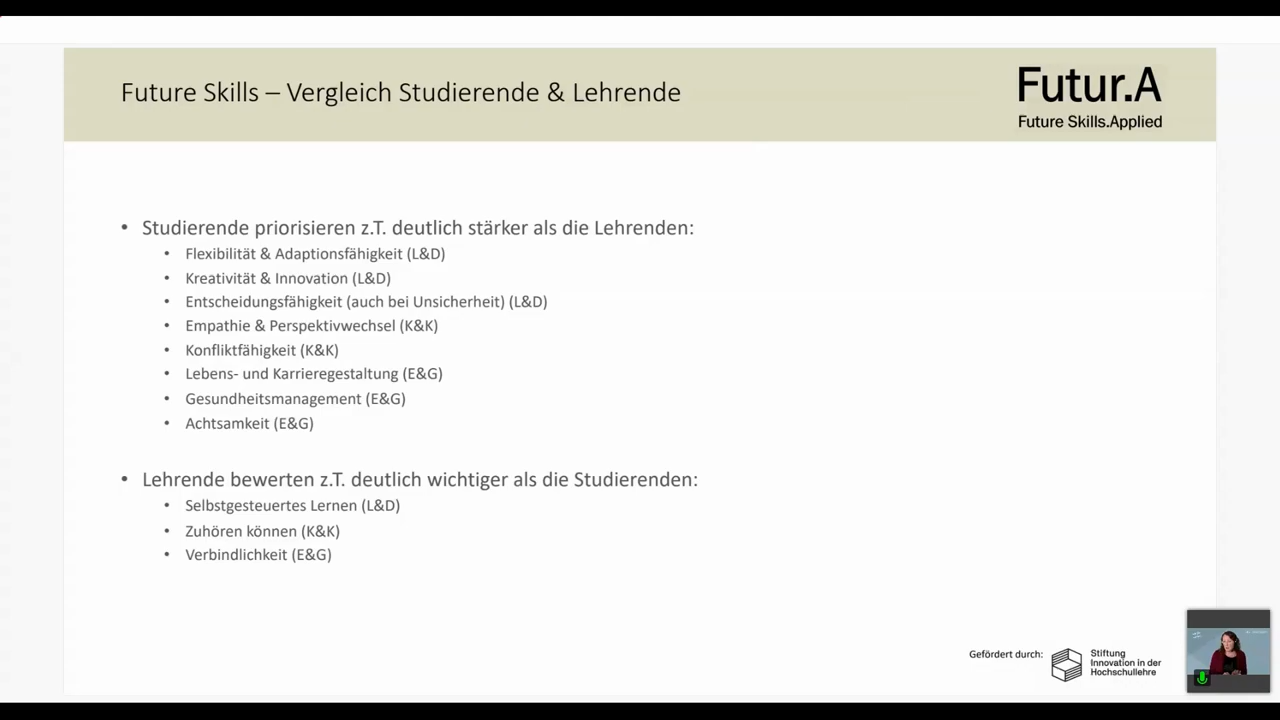 Future Skills – Vergleich Studierende & Lehrende
Futur.A
Future Skills.Applied
• Studierende priorisieren z.T. deutlich stärker als die Lehrenden:
• Flexibilität & Adaptionsfähigkeit (L&D)
• Kreativität & Innovation (L&D)
• Entscheidungsfähigkeit (auch bei Unsicherheit) (L&D)
• Empathie & Perspektivwechsel (K&K)
• Konfliktfähigkeit (K&K)
• Lebens- und Karrieregestaltung (E&G)
• Gesundheitsmanagement (E&G)
• Achtsamkeit (E&G)
• Lehrende bewerten z.T. deutlich wichtiger als die Studierenden:
• Selbstgesteuertes Lernen (L&D)
• Zuhören können (K&K)
• Verbindlichkeit (E&G)
Gefördert durch:
Stiftung
Innovation in der
Hochschullehre